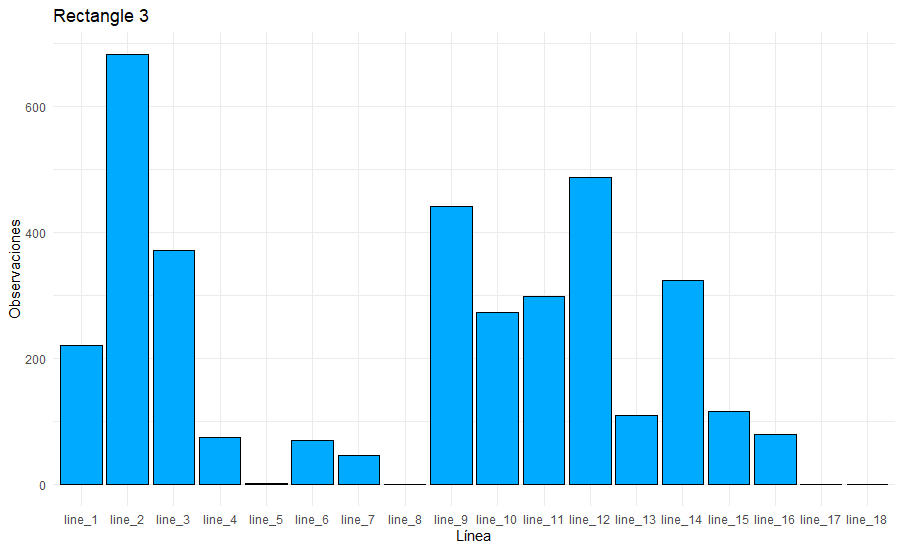 Rectangle 3
Observaciones
600
400
200
0
line_1 line_2 line_3 line_4 line_5 line_6 line_7 line_8 line_9 line_10 line_11 line_12 line_13 line_14 line_15 line_16 line_17 line_18
Línea